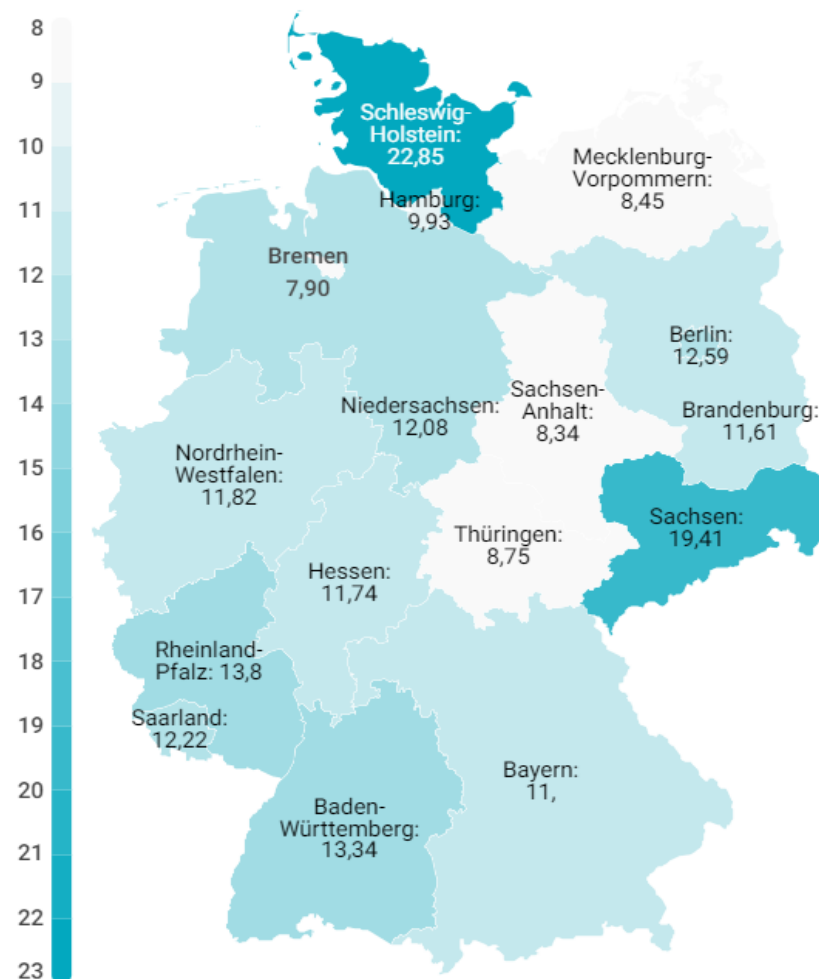 8
9
10
11
12
13
14
15
16
17
18
19
20
21
22
23
Schleswig-
Holstein:
22,85
Mecklenburg-
Vorpommern:
8,45
Hamburg:
9,93
Bremen
7,90
Berlin:
12,59
Niedersachsen:
12,08
Sachsen-
Anhalt:
8,34
Brandenburg:
11,61
Nordrhein-
Westfalen:
11,82
Sachsen:
19,41
Thüringen:
8,75
Hessen:
11,74
Rheinland-
Pfalz: 13,8
Saarland:
12,22
Bayern:
11,
Baden-
Württemberg:
13,34